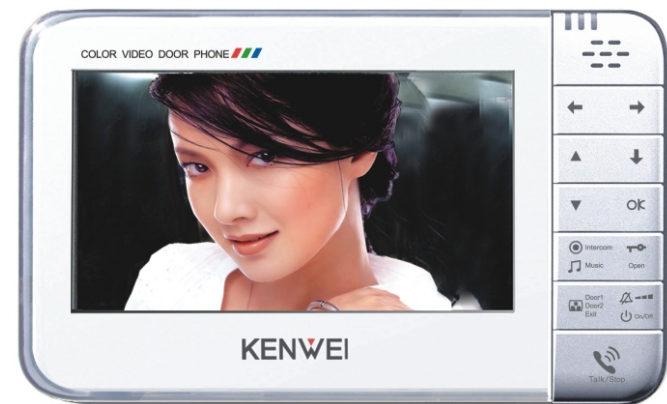 COLOR VIDEO DOOR PHONE
OK
Intercom
Music Open
Door1
Door2
Exit On/Off
KENWEI
Talk/Stop